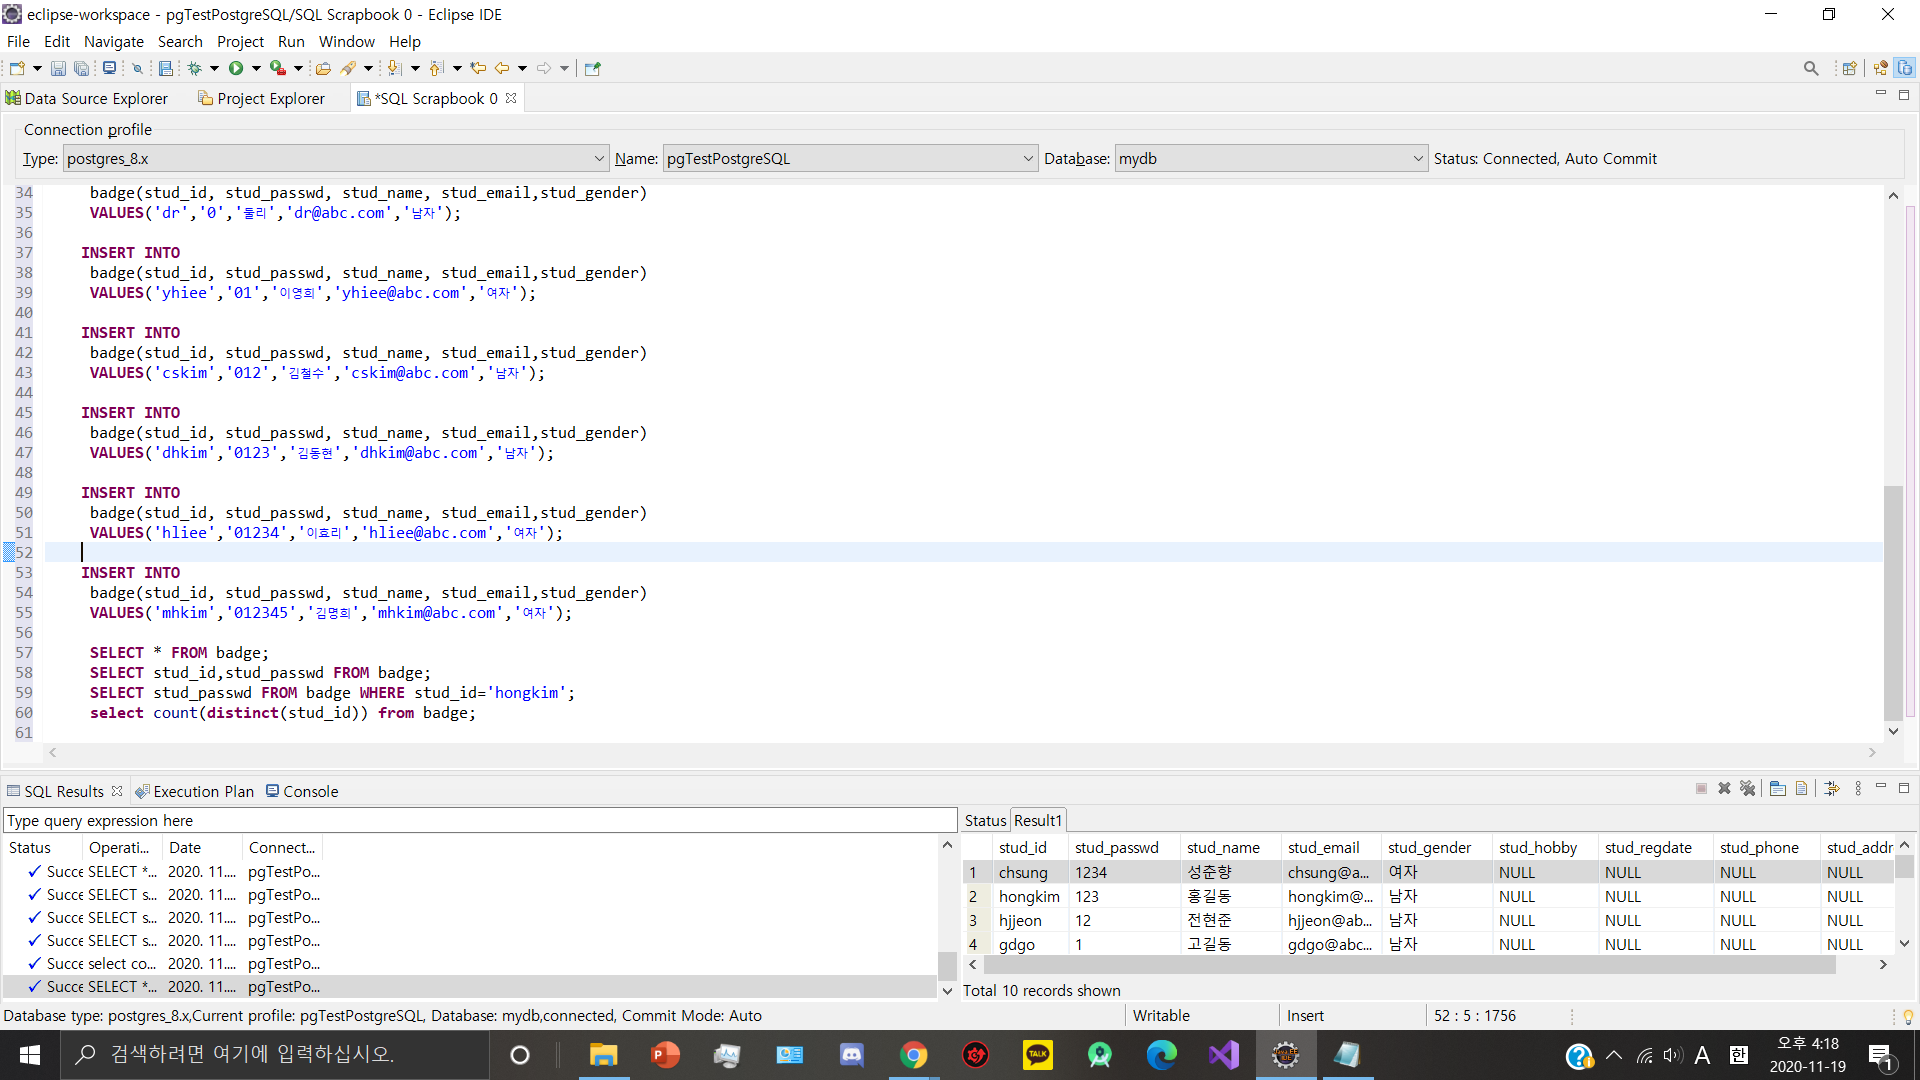 eclipse-workspace - pgTestPostgreSQL/SQL Scrapbook 0 - Eclipse IDE
File Edit Navigate Search Project Run Window Help
Data Source Explorer Project Explorer *SQL Scrapbook 0
Connection profile
Type: postgres_8.x Name: pgTestPostgreSQL Database: mydb Status: Connected, Auto Commit
34 badge(stud_id, stud_passwd, stud_name, stud_email,stud_gender)
35 VALUES('dr','0','둘리','dr@abc.com','남자');
36
37 INSERT INTO
38 badge(stud_id, stud_passwd, stud_name, stud_email,stud_gender)
39 VALUES('yhiee','01','이영희','yhiee@abc.com','여자');
40
41 INSERT INTO
42 badge(stud_id, stud_passwd, stud_name, stud_email,stud_gender)
43 VALUES('cskim','012','김철수','cskim@abc.com','남자');
44
45 INSERT INTO
46 badge(stud_id, stud_passwd, stud_name, stud_email,stud_gender)
47 VALUES('dhkim','0123','김동현','dhkim@abc.com','남자');
48
49 INSERT INTO
50 badge(stud_id, stud_passwd, stud_name, stud_email,stud_gender)
51 VALUES('hliee','01234','이효리','hliee@abc.com','여자');
52
53 INSERT INTO
54 badge(stud_id, stud_passwd, stud_name, stud_email,stud_gender)
55 VALUES('mhkim','012345','김명희','mhkim@abc.com','여자');
56
57 SELECT * FROM badge;
58 SELECT stud_id,stud_passwd FROM badge;
59 SELECT stud_passwd FROM badge WHERE stud_id='hongkim';
60 select count(distinct(stud_id)) from badge;
61
SQL Results Execution Plan Console
Type query expression here
Status Operati... Date Connect...
Succe SELECT *... 2020. 11.... pgTestPo...
Succe SELECT s... 2020. 11.... pgTestPo...
Succe SELECT s... 2020. 11.... pgTestPo...
Succe SELECT s... 2020. 11.... pgTestPo...
Succe select co... 2020. 11.... pgTestPo...
Succe SELECT *... 2020. 11.... pgTestPo...
Status Result1
stud_id stud_passwd stud_name stud_email stud_gender stud_hobby stud_regdate stud_phone stud_addr
1 chsung 1234 성춘향 chsung@a... 여자 NULL NULL NULL NULL
2 hongkim 123 홍길동 hongkim@... 남자 NULL NULL NULL NULL
3 hjjeon 12 전현준 hjjeon@ab... 남자 NULL NULL NULL NULL
4 gdgo 1 고길동 gdgo@abc... 남자 NULL NULL NULL NULL
Total 10 records shown
Database type: postgres_8.x,Current profile: pgTestPostgreSQL, Database: mydb,connected, Commit Mode: Auto Writable Insert 52 : 5 : 1756
검색하려면 여기에 입력하십시오.
TALK
A 한
오후 4:18
2020-11-19
1